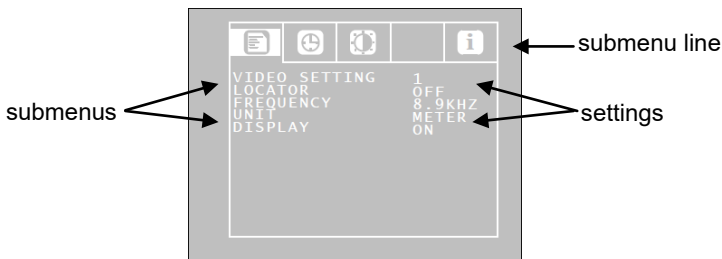 i
submenu line
VIDEO SETTING 1
LOCATOR OFF
FREQUENCY 8.9KHZ
UNIT METER
DISPLAY ON
submenus
settings